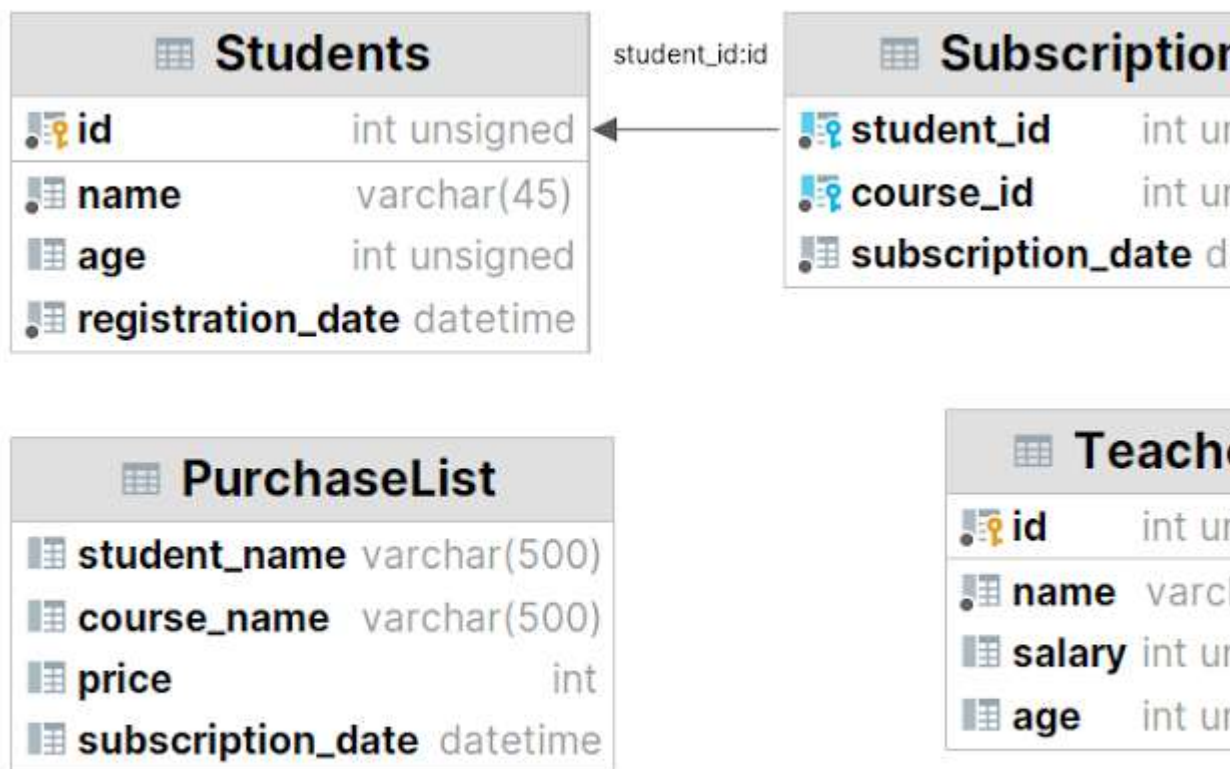 Students
id int unsigned
name varchar(45)
age int unsigned
registration_date datetime
student_id:id
Subscription
student_id int un
course_id int un
subscription_date d
PurchaseList
student_name varchar(500)
course_name varchar(500)
price int
subscription_date datetime
Teache
id int un
name varch
salary int un
age int un